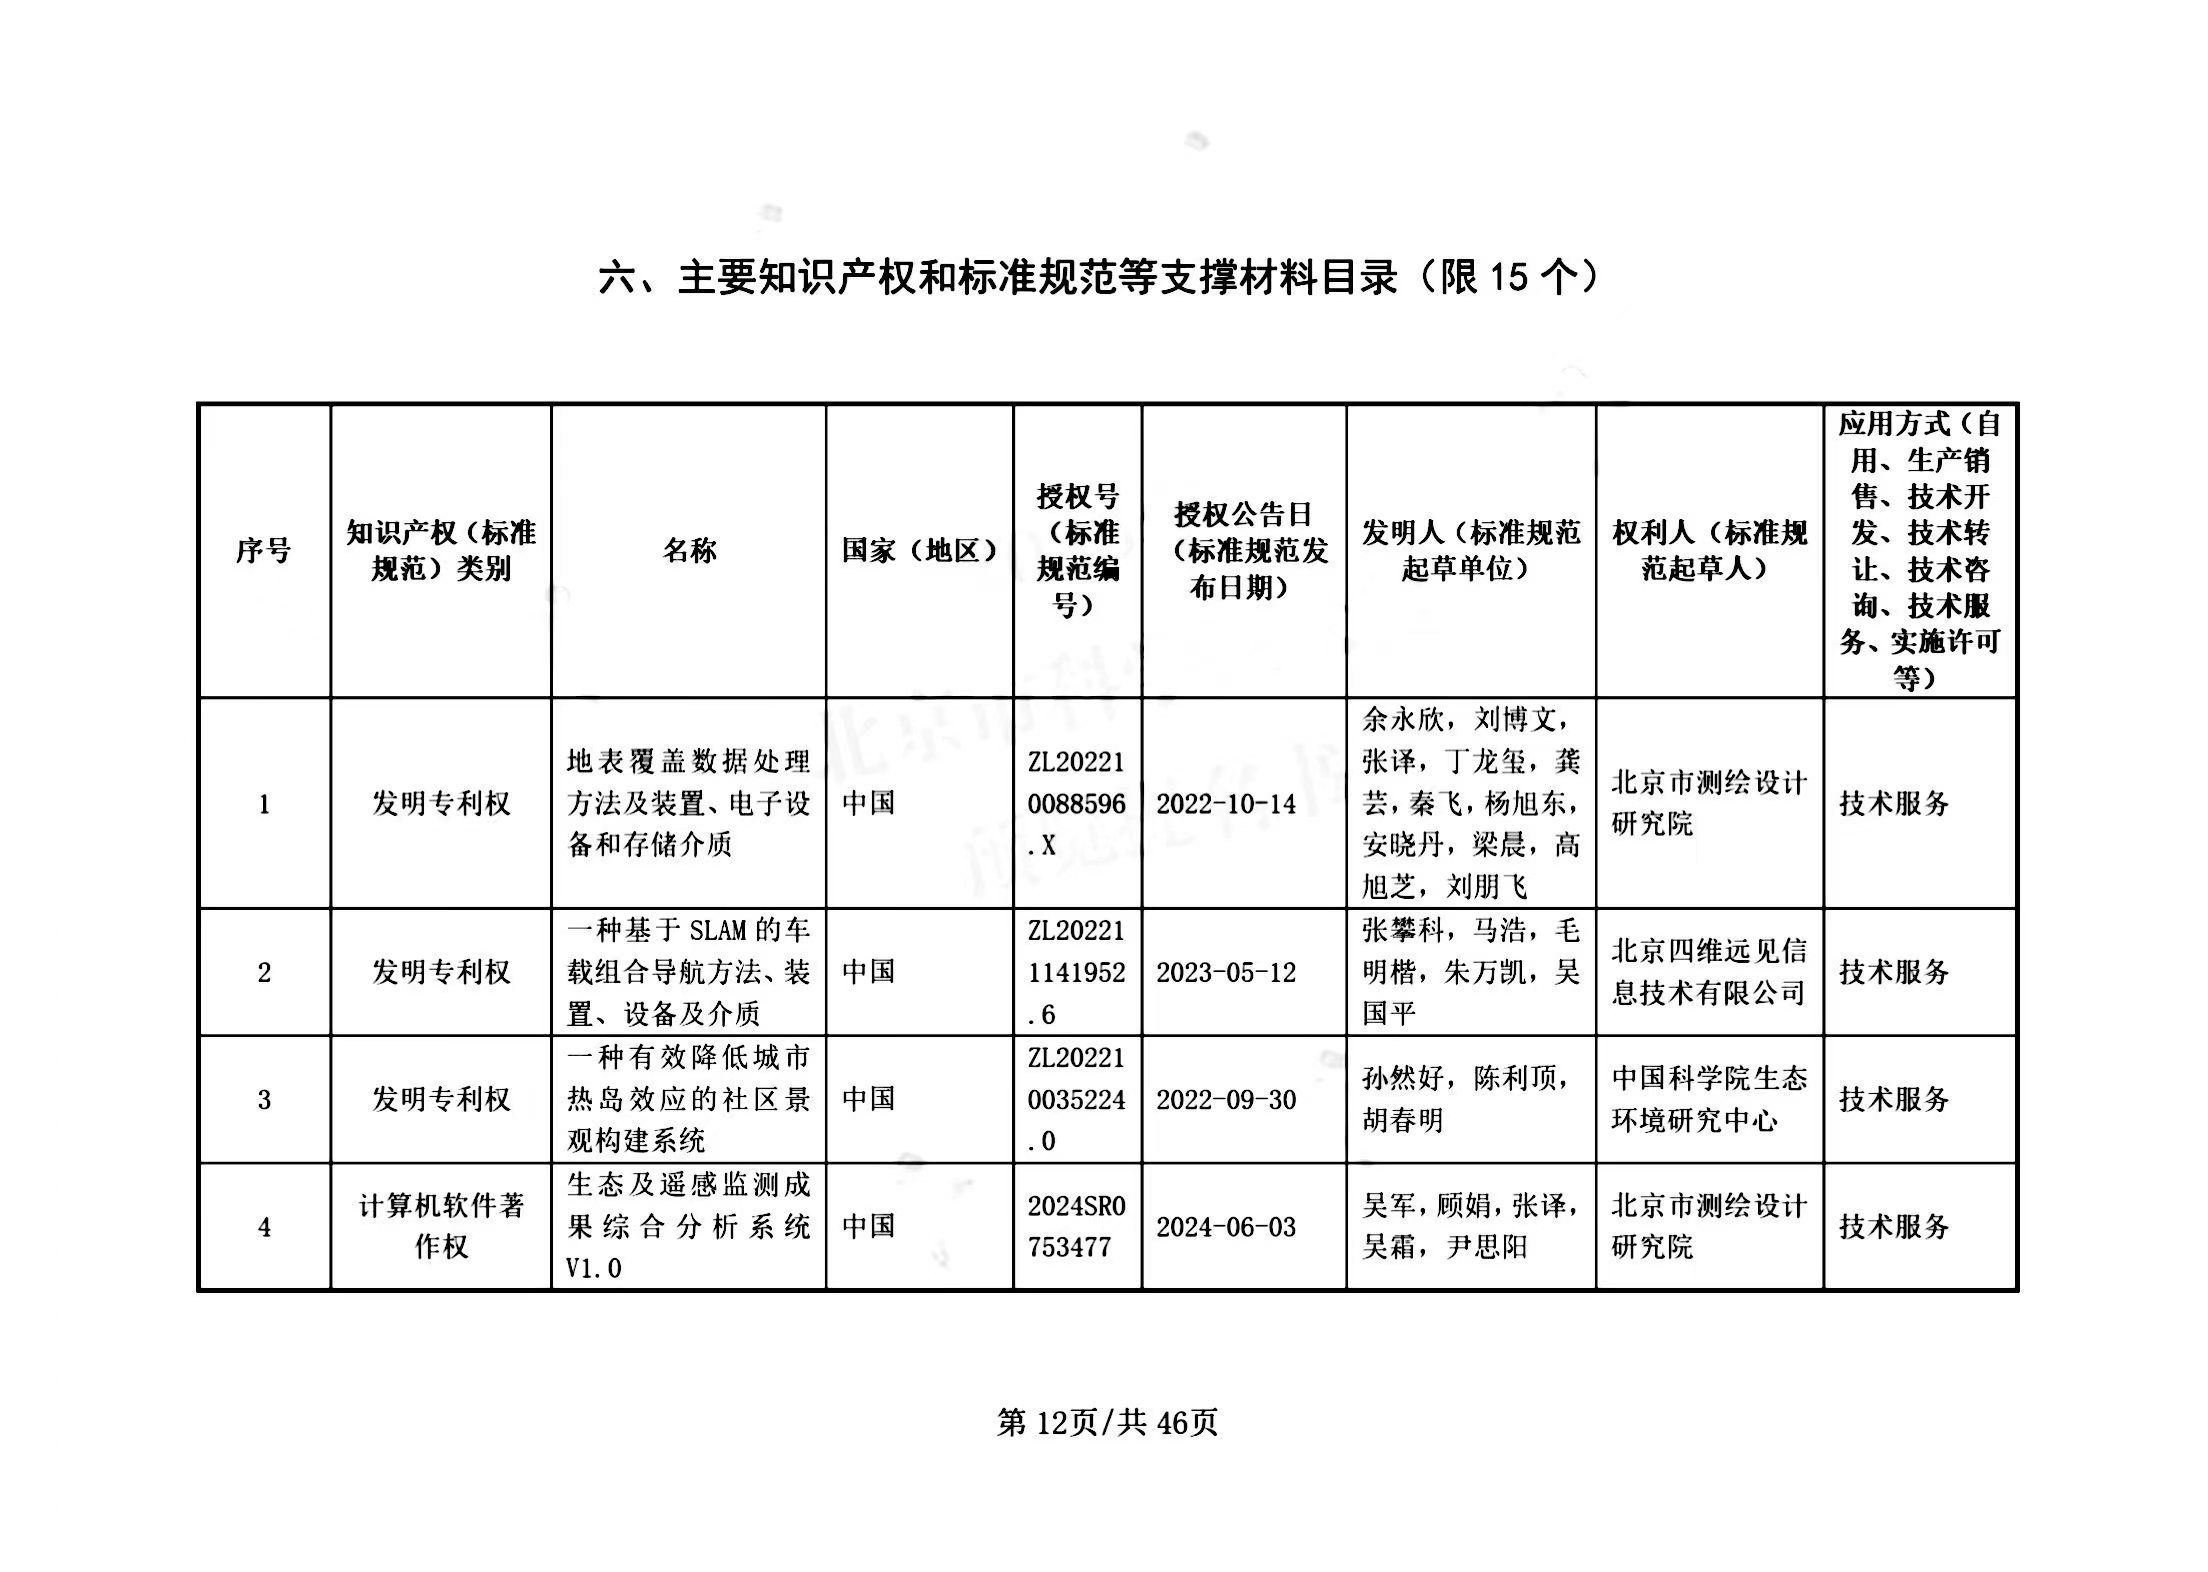 六、主要知识产权和标准规范等支撑材料目录（限 15 个）
序号
知识产权（标准
规范）类别
名称
国家（地区）
授权号
（标准
规范编
号）
授权公告日
（标准规范发
布日期）
发明人（标准规范
起草单位）
权利人（标准规
范起草人）
应用方式（自
用、生产销
售、技术开
发、技术转
让、技术咨
询、技术服
务、实施许可
等）
1
发明专利权
地表覆盖数据处理
方法及装置、电子设
备和存储介质
中国
ZL20221
0088596
.X
2022-10-14
余永欣，刘博文，
张译，丁龙玺，龚
芸，秦飞，杨旭东，
安晓丹，梁晨，高
旭芝，刘朋飞
北京市测绘设计
研究院
技术服务
2
发明专利权
一种基于 SLAM 的车
载组合导航方法、装
置、设备及介质
中国
ZL20221
1141952
.6
2023-05-12
张攀科，马浩，毛
明楷，朱万凯，吴
国平
北京四维远见信
息技术有限公司
技术服务
3
发明专利权
一种有效降低城市
热岛效应的社区景
观构建系统
中国
ZL20221
0035224
.0
2022-09-30
孙然好，陈利顶，
胡春明
中国科学院生态
环境研究中心
技术服务
4
计算机软件著
作权
生态及遥感监测成
果综合分析系统
V1.0
中国
2024SR0
753477
2024-06-03
吴军，顾娟，张译，
吴霜，尹思阳
北京市测绘设计
研究院
技术服务
第 12页/共 46页